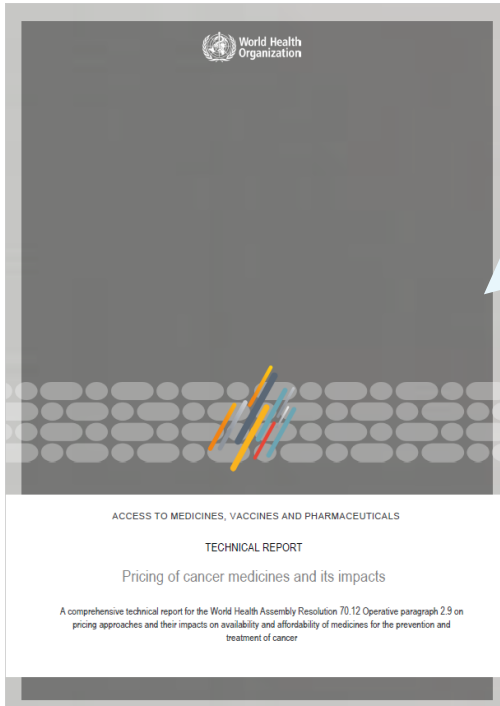 World Health
Organization
ACCESS TO MEDICINES, VACCINES AND PHARMACEUTICALS
TECHNICAL REPORT
Pricing of cancer medicines and its impacts
A comprehensive technical report for the World Health Assembly Resolution 70.12 Operative paragraph 2.9 on
pricing approaches and their impacts on availability and affordability of medicines for the prevention and
treatment of cancer